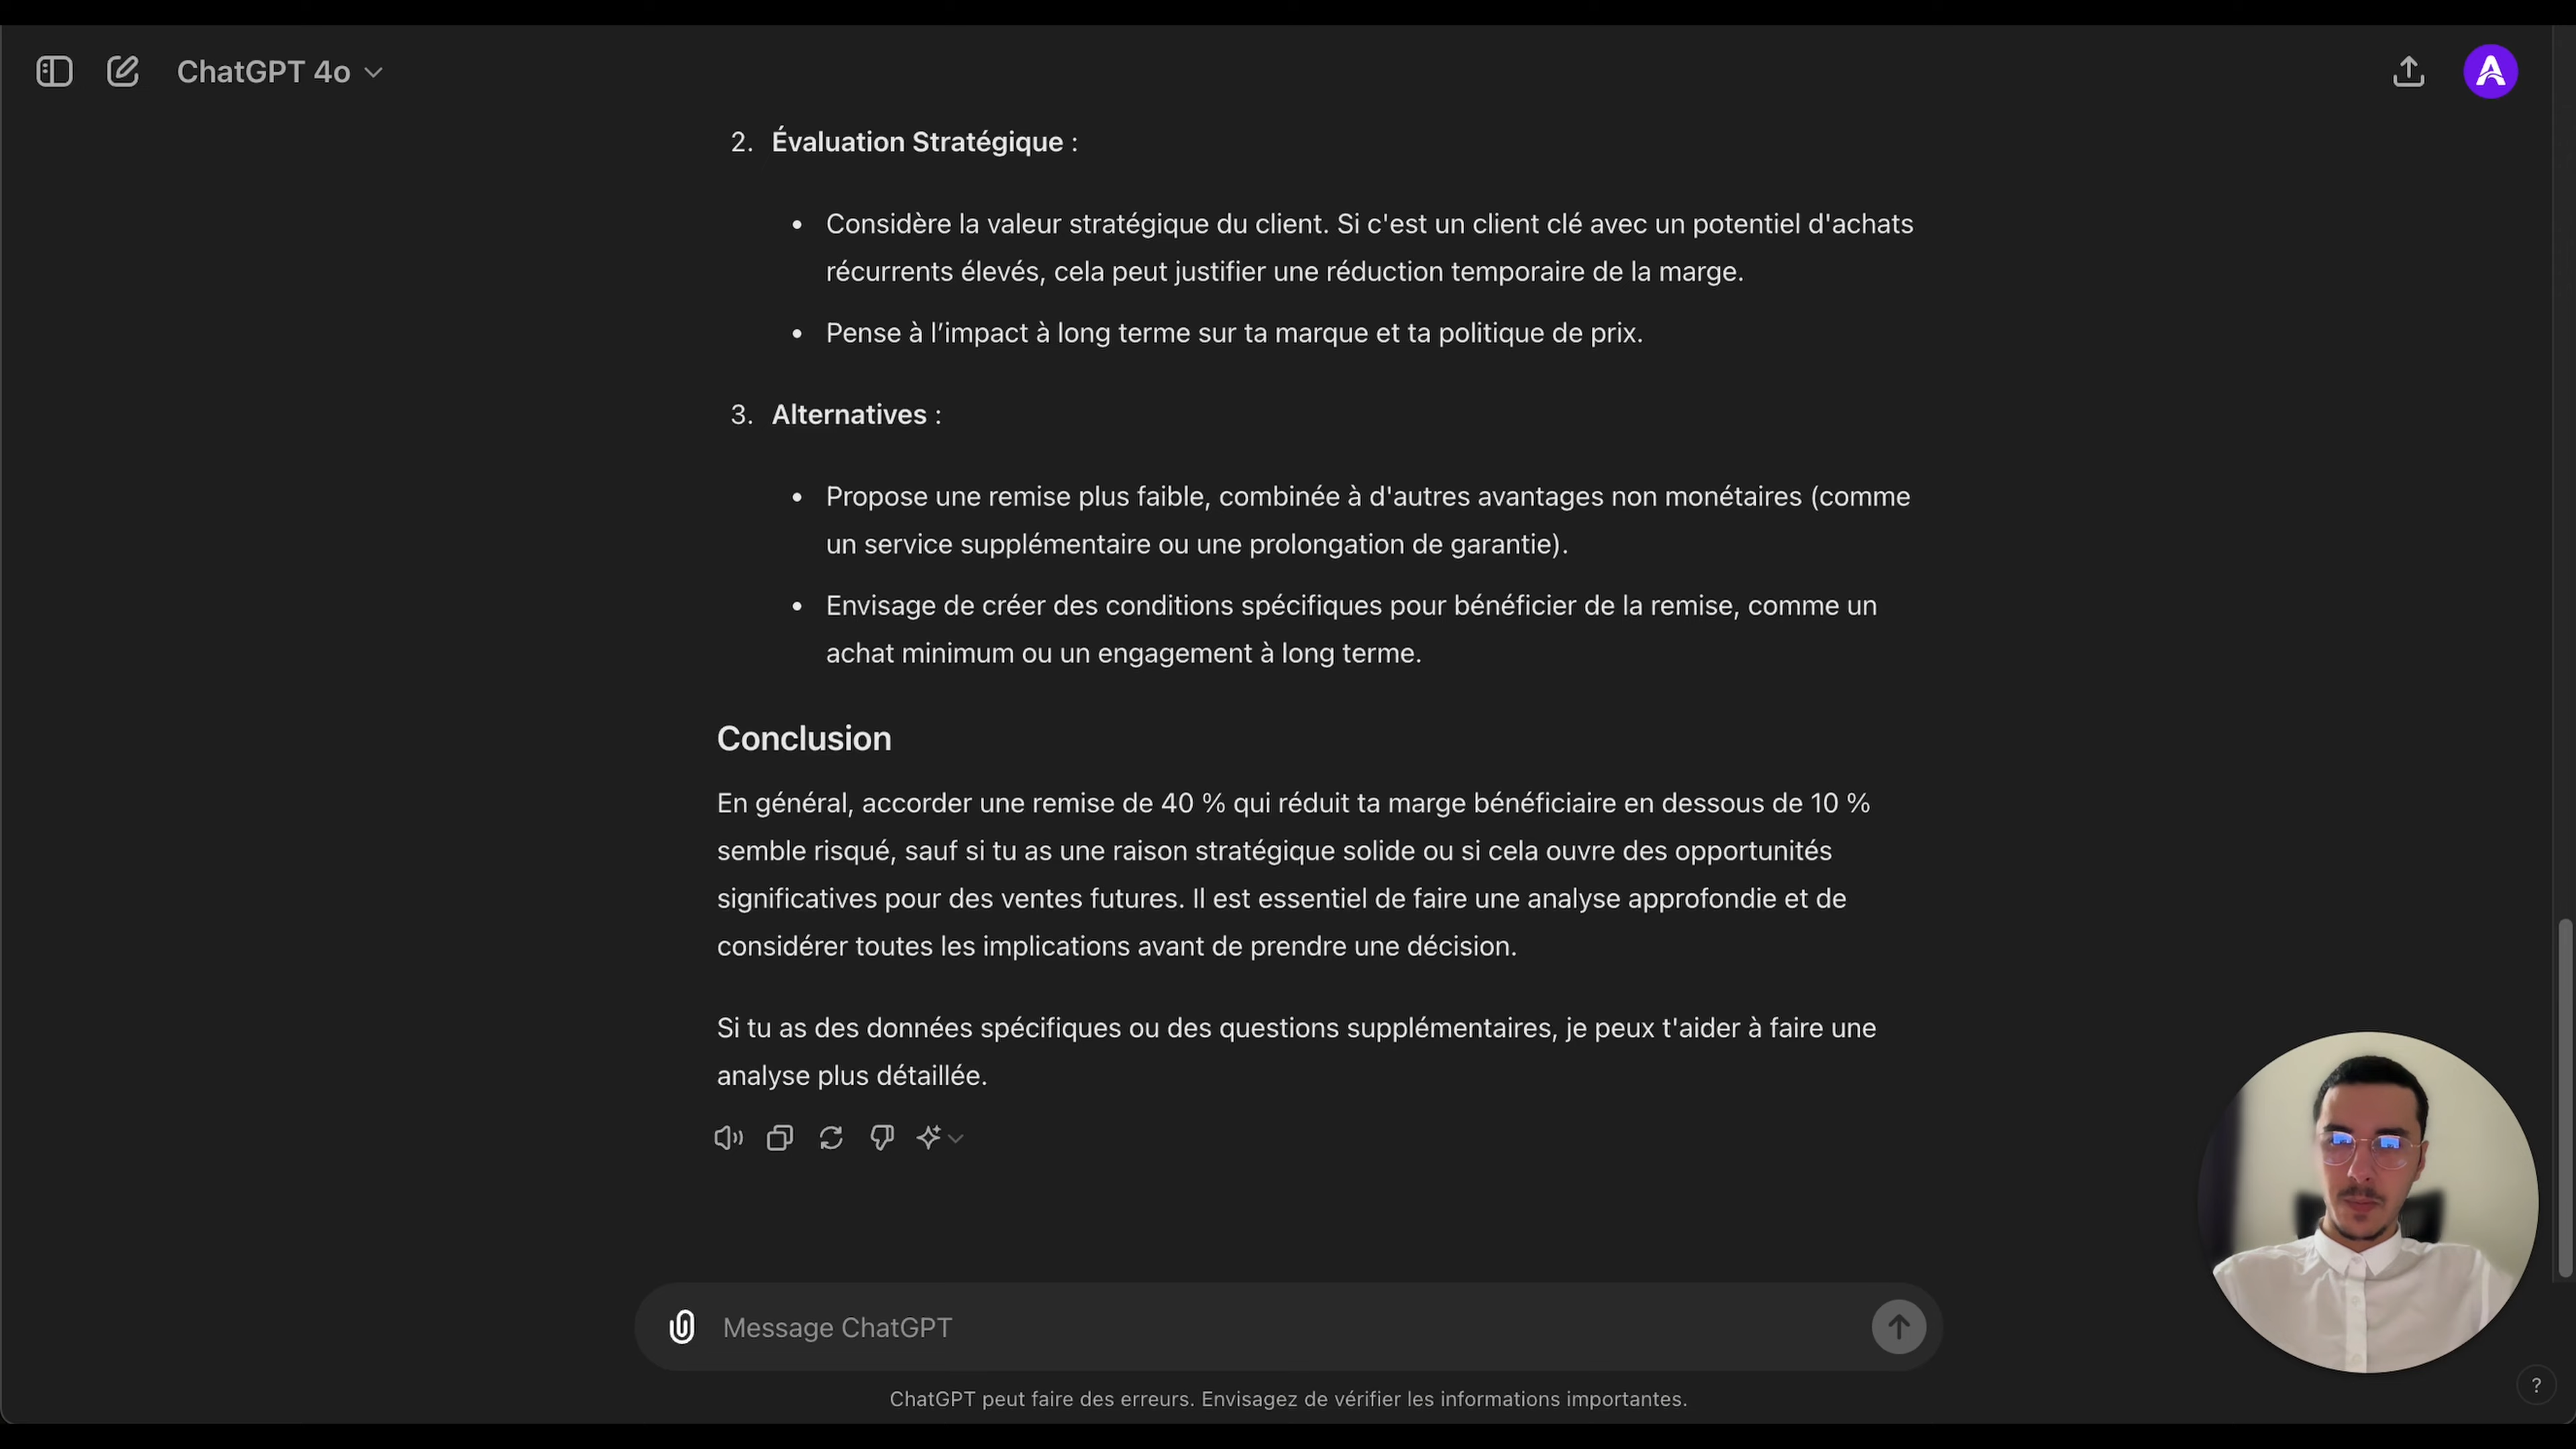 ChatGPT 4o
2. Évaluation Stratégique :
• Considère la valeur stratégique du client. Si c'est un client clé avec un potentiel d'achats
récurrents élevés, cela peut justifier une réduction temporaire de la marge.
• Pense à l’impact à long terme sur ta marque et ta politique de prix.
3. Alternatives :
• Propose une remise plus faible, combinée à d'autres avantages non monétaires (comme
un service supplémentaire ou une prolongation de garantie).
• Envisage de créer des conditions spécifiques pour bénéficier de la remise, comme un
achat minimum ou un engagement à long terme.
Conclusion
En général, accorder une remise de 40 % qui réduit ta marge bénéficiaire en dessous de 10 %
semble risqué, sauf si tu as une raison stratégique solide ou si cela ouvre des opportunités
significatives pour des ventes futures. Il est essentiel de faire une analyse approfondie et de
considérer toutes les implications avant de prendre une décision.
Si tu as des données spécifiques ou des questions supplémentaires, je peux t'aider à faire une
analyse plus détaillée.
Message ChatGPT
ChatGPT peut faire des erreurs. Envisagez de vérifier les informations importantes.
?